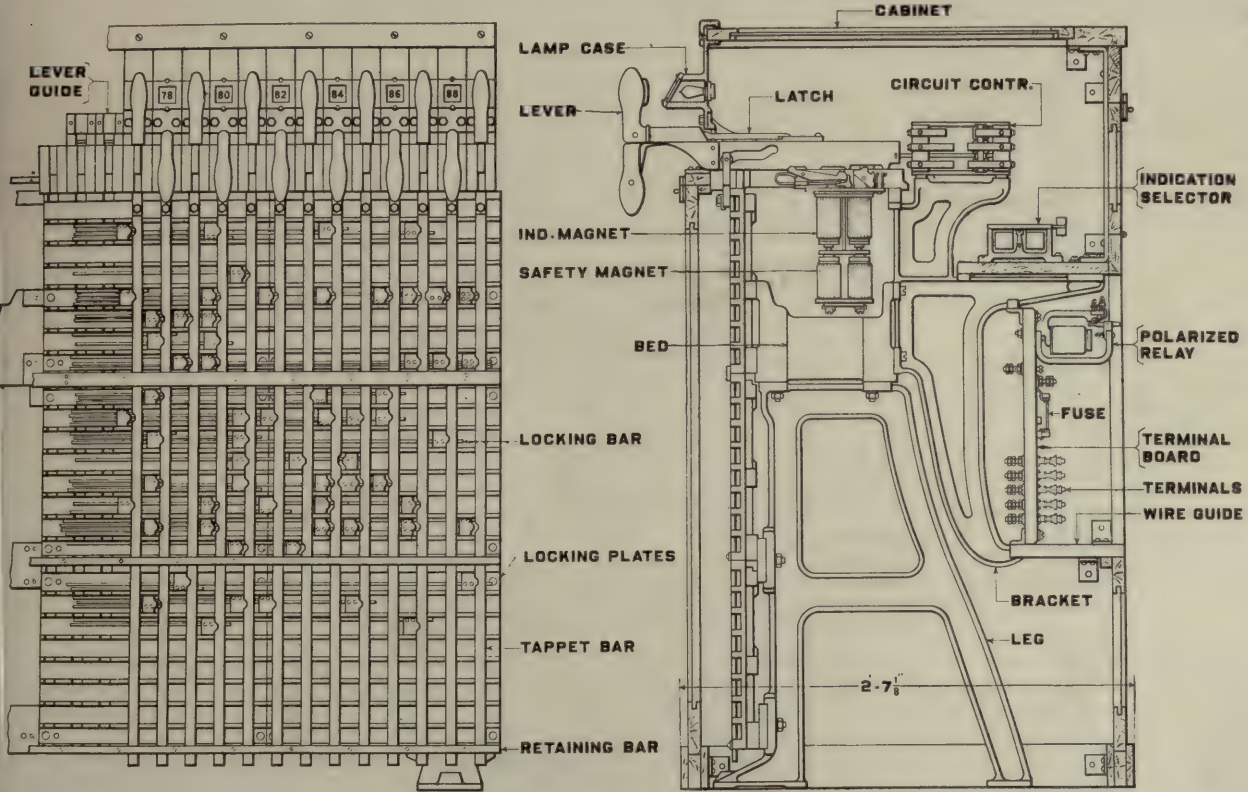 CABINET
LAMP CASE
LEVER
GUIDE
LEVER
LATCH
CIRCUIT CONTR.
78 80 82 84 86 88
INDICATION
SELECTOR
IND. MAGNET
SAFETY MAGNET
BED
POLARIZED
RELAY
FUSE
LOCKING BAR
TERMINAL
BOARD
TERMINALS
WIRE GUIDE
LOCKING PLATES
BRACKET
LEG
TAPPET BAR
2'-7 1/8"
RETAINING BAR